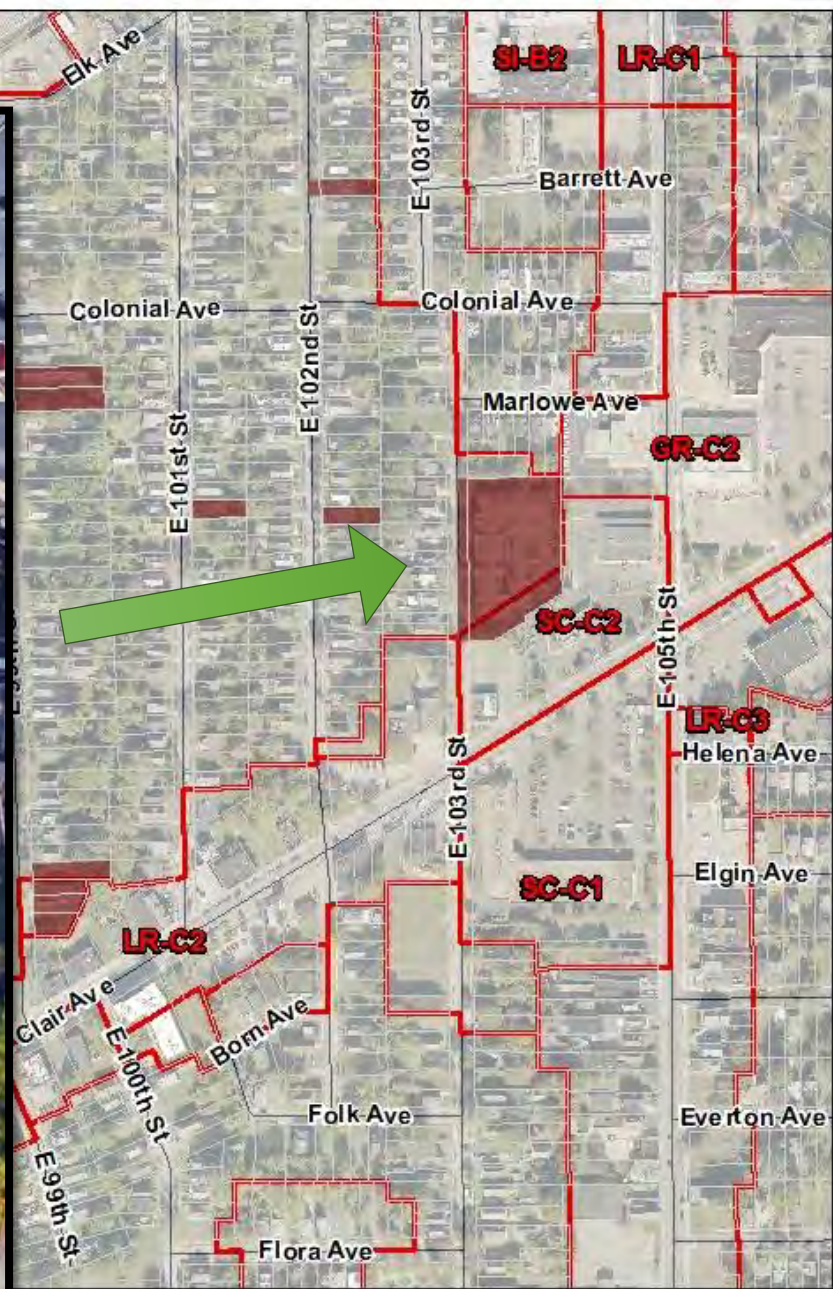 Elk Ave
SI-B2
LR-C1
E 103rd St
Barrett Ave
Colonial Ave
Colonial Ave
E 102nd St
Marlowe Ave
E 101st St
GR-C2
SC-C2
E 105th St
LR-C3
Helena Ave
E 103rd St
Elgin Ave
SC-C1
LR-C2
Clair Ave
Born Ave
E 100th St
Folk Ave
Everton Ave
E 99th St
Flora Ave